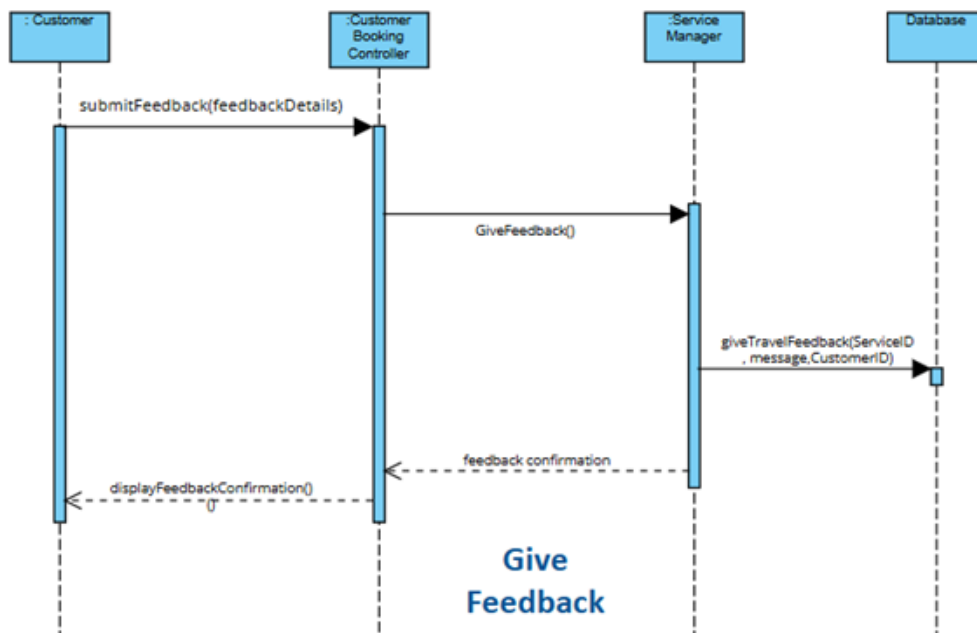 : Customer
:Customer
Booking
Controller
:Service
Manager
Database
submitFeedback(feedbackDetails)
GiveFeedback()
giveTravelFeedback(ServiceID
, message,CustomerID)
feedback confirmation
displayFeedbackConfirmation()
()
Give
Feedback